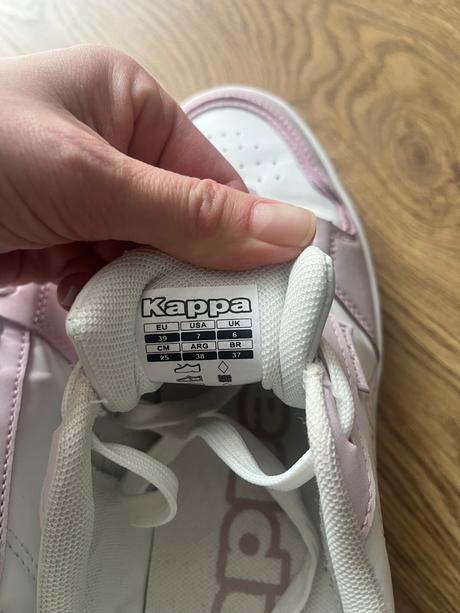 Kappa
EU USA UK
39 7 6
CM ARG BR
25 38 37